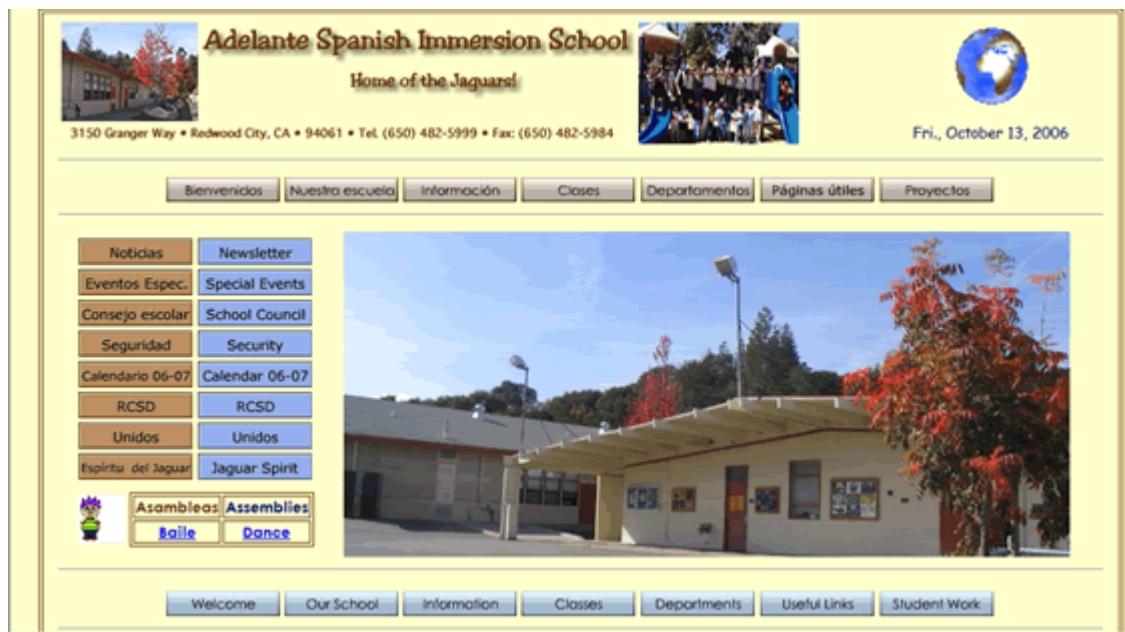 Adelante Spanish Immersion School
Home of the Jaguars!
3150 Granger Way • Redwood City, CA • 94061 • Tel. (650) 482-5999 • Fax: (650) 482-5984
Fri., October 13, 2006
Bienvenidos Nuestra escuela Información Clases Departamentos Páginas útiles Proyectos
Noticias Newsletter
Eventos Espec. Special Events
Consejo escolar School Council
Seguridad Security
Calendario 06-07 Calendar 06-07
RCSD RCSD
Unidos Unidos
Espíritu del Jaguar Jaguar Spirit
Asambleas Assemblies
Baile Dance
Welcome Our School Information Classes Departments Useful Links Student Work